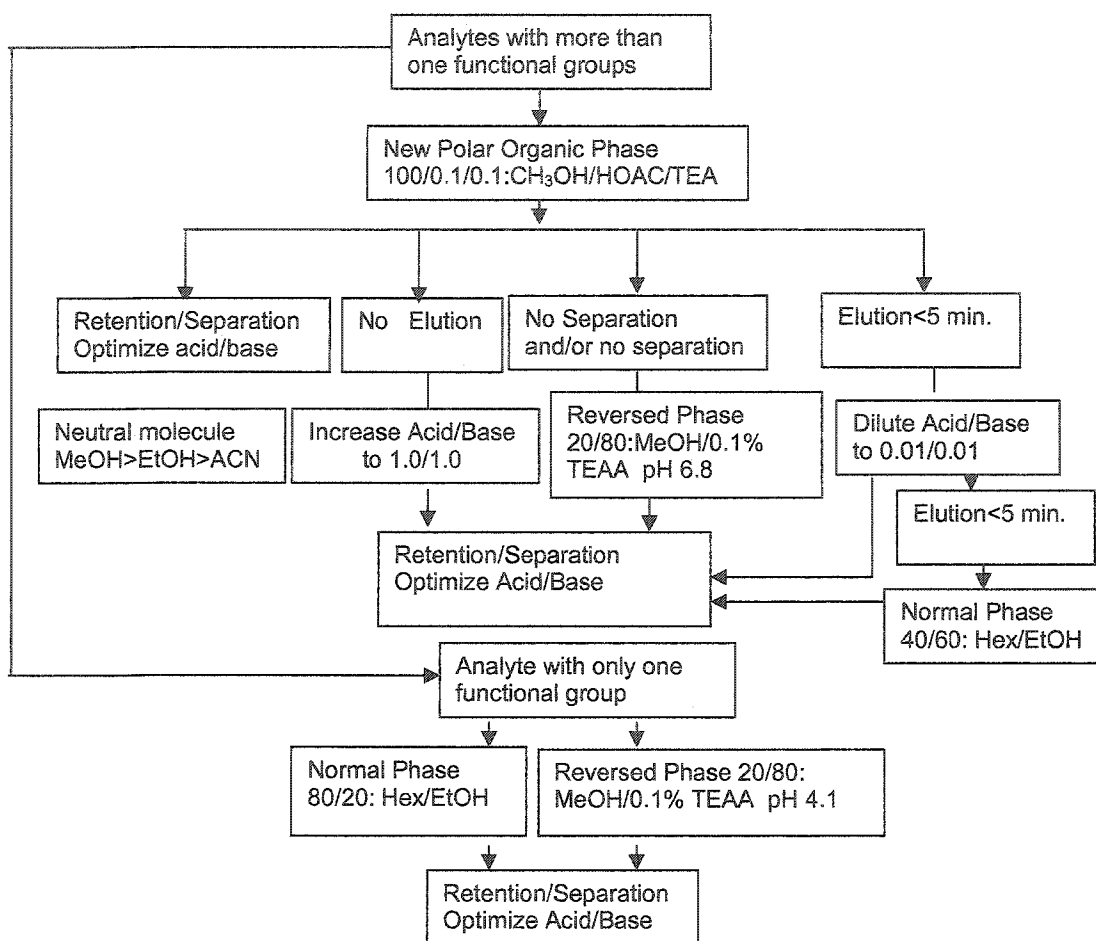 Analytes with more than
one functional groups
New Polar Organic Phase
100/0.1/0.1:CH₃OH/HOAC/TEA
Retention/Separation
Optimize acid/base
No Elution
No Separation
and/or no separation
Elution<5 min.
Neutral molecule
MeOH>EtOH>ACN
Increase Acid/Base
to 1.0/1.0
Reversed Phase
20/80:MeOH/0.1%
TEAA pH 6.8
Dilute Acid/Base
to 0.01/0.01
Elution<5 min.
Retention/Separation
Optimize Acid/Base
Normal Phase
40/60: Hex/EtOH
Analyte with only one
functional group
Normal Phase
80/20: Hex/EtOH
Reversed Phase 20/80:
MeOH/0.1% TEAA pH 4.1
Retention/Separation
Optimize Acid/Base